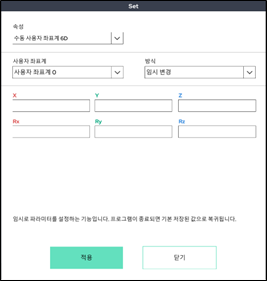 Set
속성
수동 사용자 좌표계 6D
사용자 좌표계 방식
사용자 좌표계 0 임시 변경
X Y Z
Rx Ry Rz
임시로 파라미터를 설정하는 기능입니다. 프로그램이 종료되면 기본 저장된 값으로 복귀됩니다.
적용 닫기